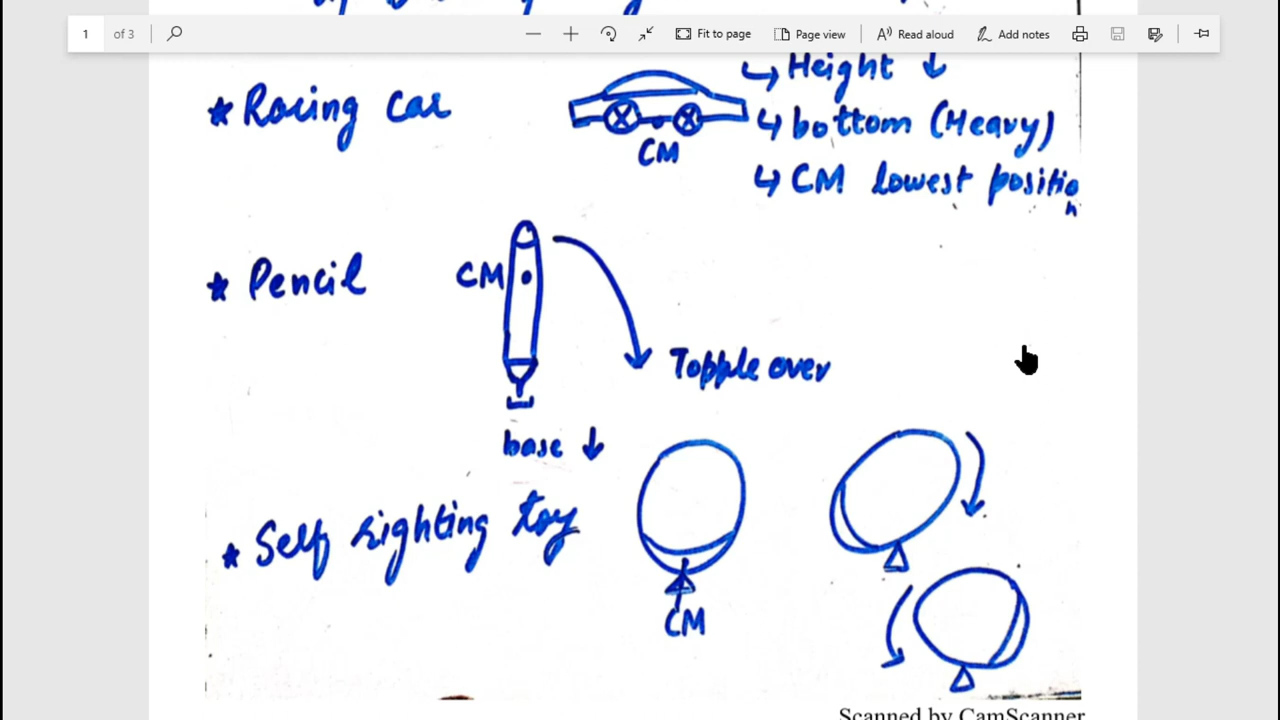 1 of 3
Fit to page
Page view
Read aloud
Add notes
↳ Height ↓
★ Racing car
↳ bottom (Heavy)
CM
↳ CM lowest position
★ Pencil
CM
Topple over
base ↓
★ Self righting toy
CM
Scanned by CamScanner